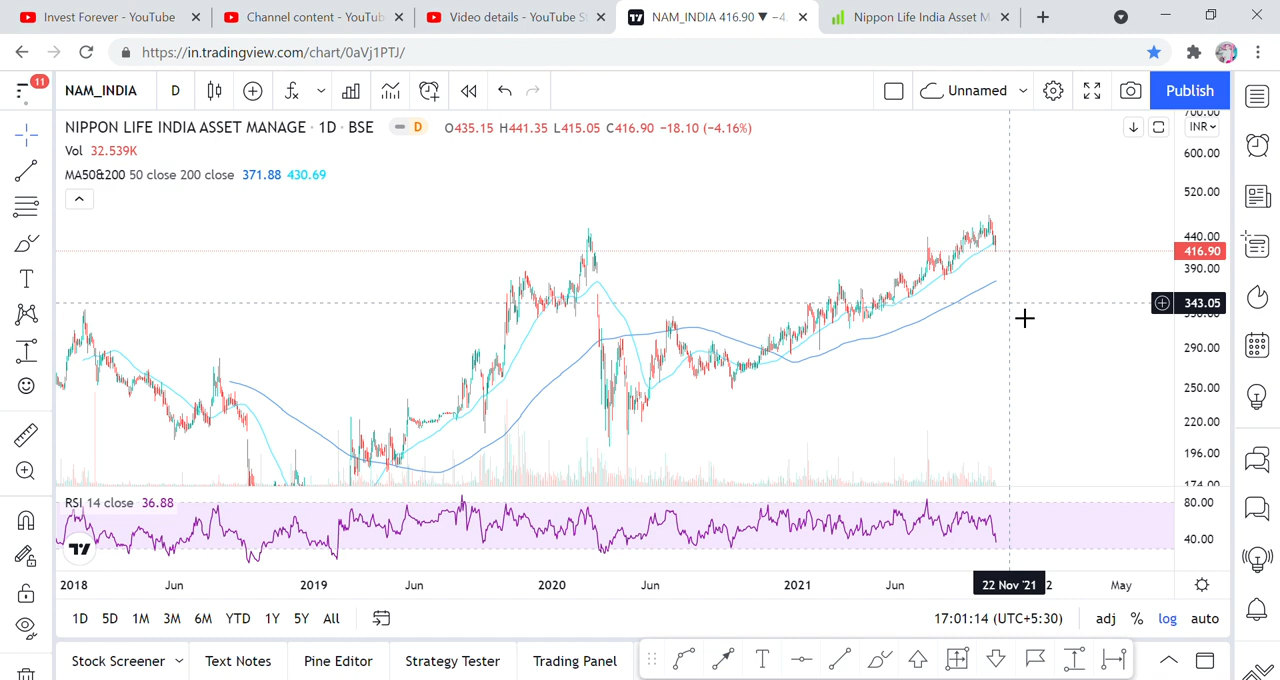 Invest Forever - YouTube
Channel content - YouTub
Video details - YouTube S
NAM_INDIA 416.90 ▼ −4.
Nippon Life India Asset M
https://in.tradingview.com/chart/0aVj1PTJ/
11
NAM_INDIA
D
Unnamed
Publish
NIPPON LIFE INDIA ASSET MANAGE · 1D · BSE
D
O435.15 H441.35 L415.05 C416.90 −18.10 (−4.16%)
Vol 32.539K
MA50&200 50 close 200 close 371.88 430.69
700.00
INR
600.00
520.00
440.00
416.90
390.00
343.05
290.00
250.00
220.00
196.00
174.00
RSI 14 close 36.88
80.00
40.00
2018 Jun 2019 Jun 2020 Jun 2021 Jun 22 Nov '21 2 May
1D 5D 1M 3M 6M YTD 1Y 5Y All
17:01:14 (UTC+5:30) adj % log auto
Stock Screener Text Notes Pine Editor Strategy Tester Trading Panel